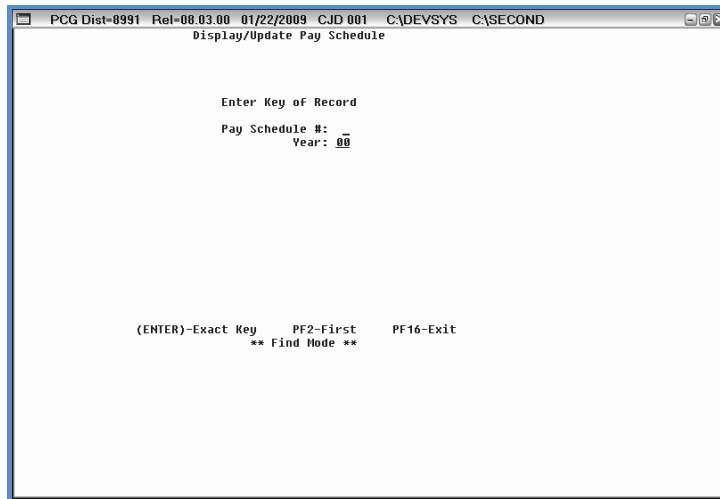 PCG Dist=8991 Rel=08.03.00 01/22/2009 CJD 001 C:\DEVSYS C:\SECOND
Display/Update Pay Schedule
Enter Key of Record
Pay Schedule #: _
Year: 00
(ENTER)-Exact Key PF2-First PF16-Exit
** Find Mode **